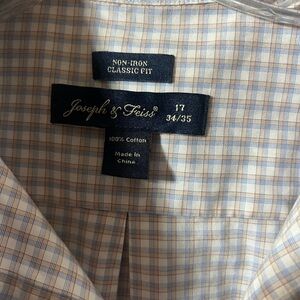 NON-IRON
CLASSIC FIT
Joseph & Feiss® 17
34/35
100% Cotton
Made in
China